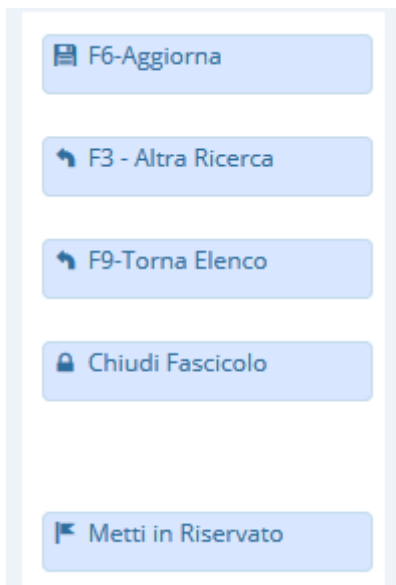 F6-Aggiorna
F3 - Altra Ricerca
F9-Torna Elenco
Chiudi Fascicolo
Metti in Riservato